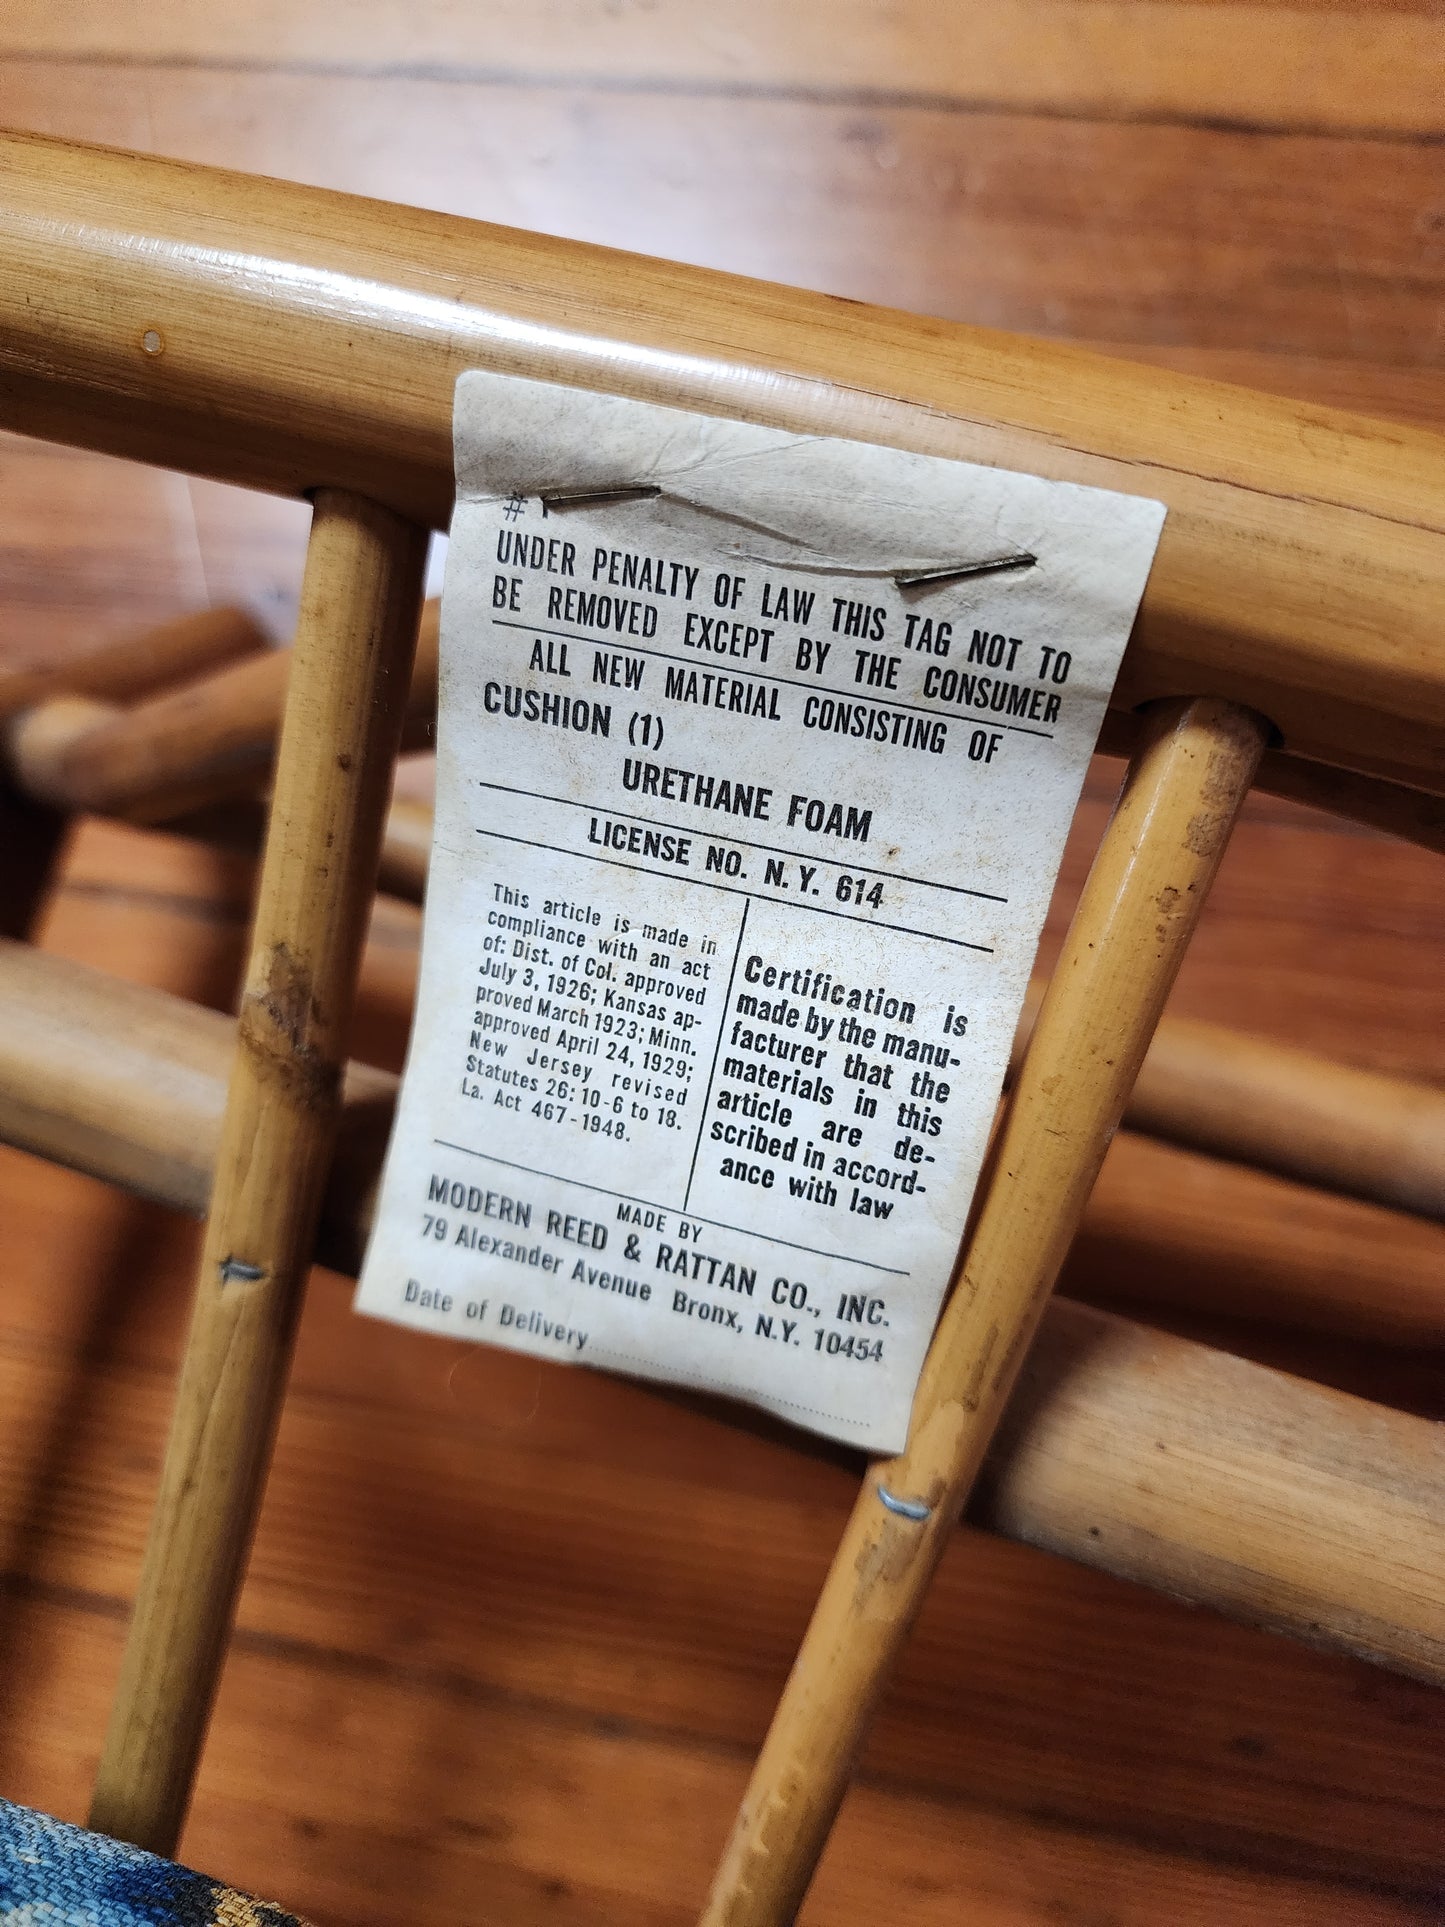 #
UNDER PENALTY OF LAW THIS TAG NOT TO
BE REMOVED EXCEPT BY THE CONSUMER
ALL NEW MATERIAL CONSISTING OF
CUSHION (1)
URETHANE FOAM
LICENSE NO. N.Y. 614
This article is made in
compliance with an act
of: Dist. of Col. approved
July 3, 1926; Kansas ap-
proved March 1923; Minn.
approved April 24, 1929;
New Jersey revised
Statutes 26:10-6 to 18.
La. Act 467-1948.
Certification is
made by the manu-
facturer that the
materials in this
article are de-
scribed in accord-
ance with law
MADE BY
MODERN REED & RATTAN CO., INC.
79 Alexander Avenue Bronx, N.Y. 10454
Date of Delivery